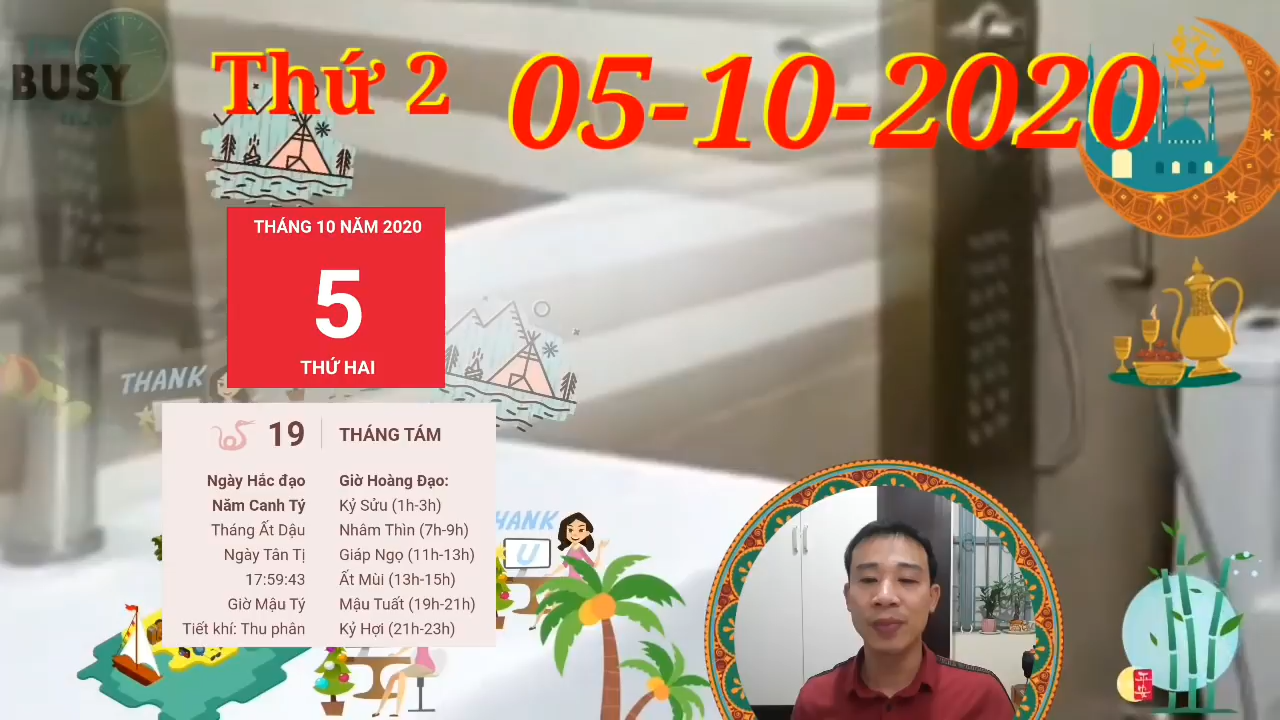 BUSY
Thứ 2
05-10-2020
THÁNG 10 NĂM 2020
5
THỨ HAI
THANK
19 THÁNG TÁM
Ngày Hắc đạo
Năm Canh Tý
Tháng Ất Dậu
Ngày Tân Tị
17:59:43
Giờ Mậu Tý
Tiết khí: Thu phân
Giờ Hoàng Đạo:
Kỷ Sửu (1h-3h)
Nhâm Thìn (7h-9h)
Giáp Ngọ (11h-13h)
Ất Mùi (13h-15h)
Mậu Tuất (19h-21h)
Kỷ Hợi (21h-23h)
HANK
U